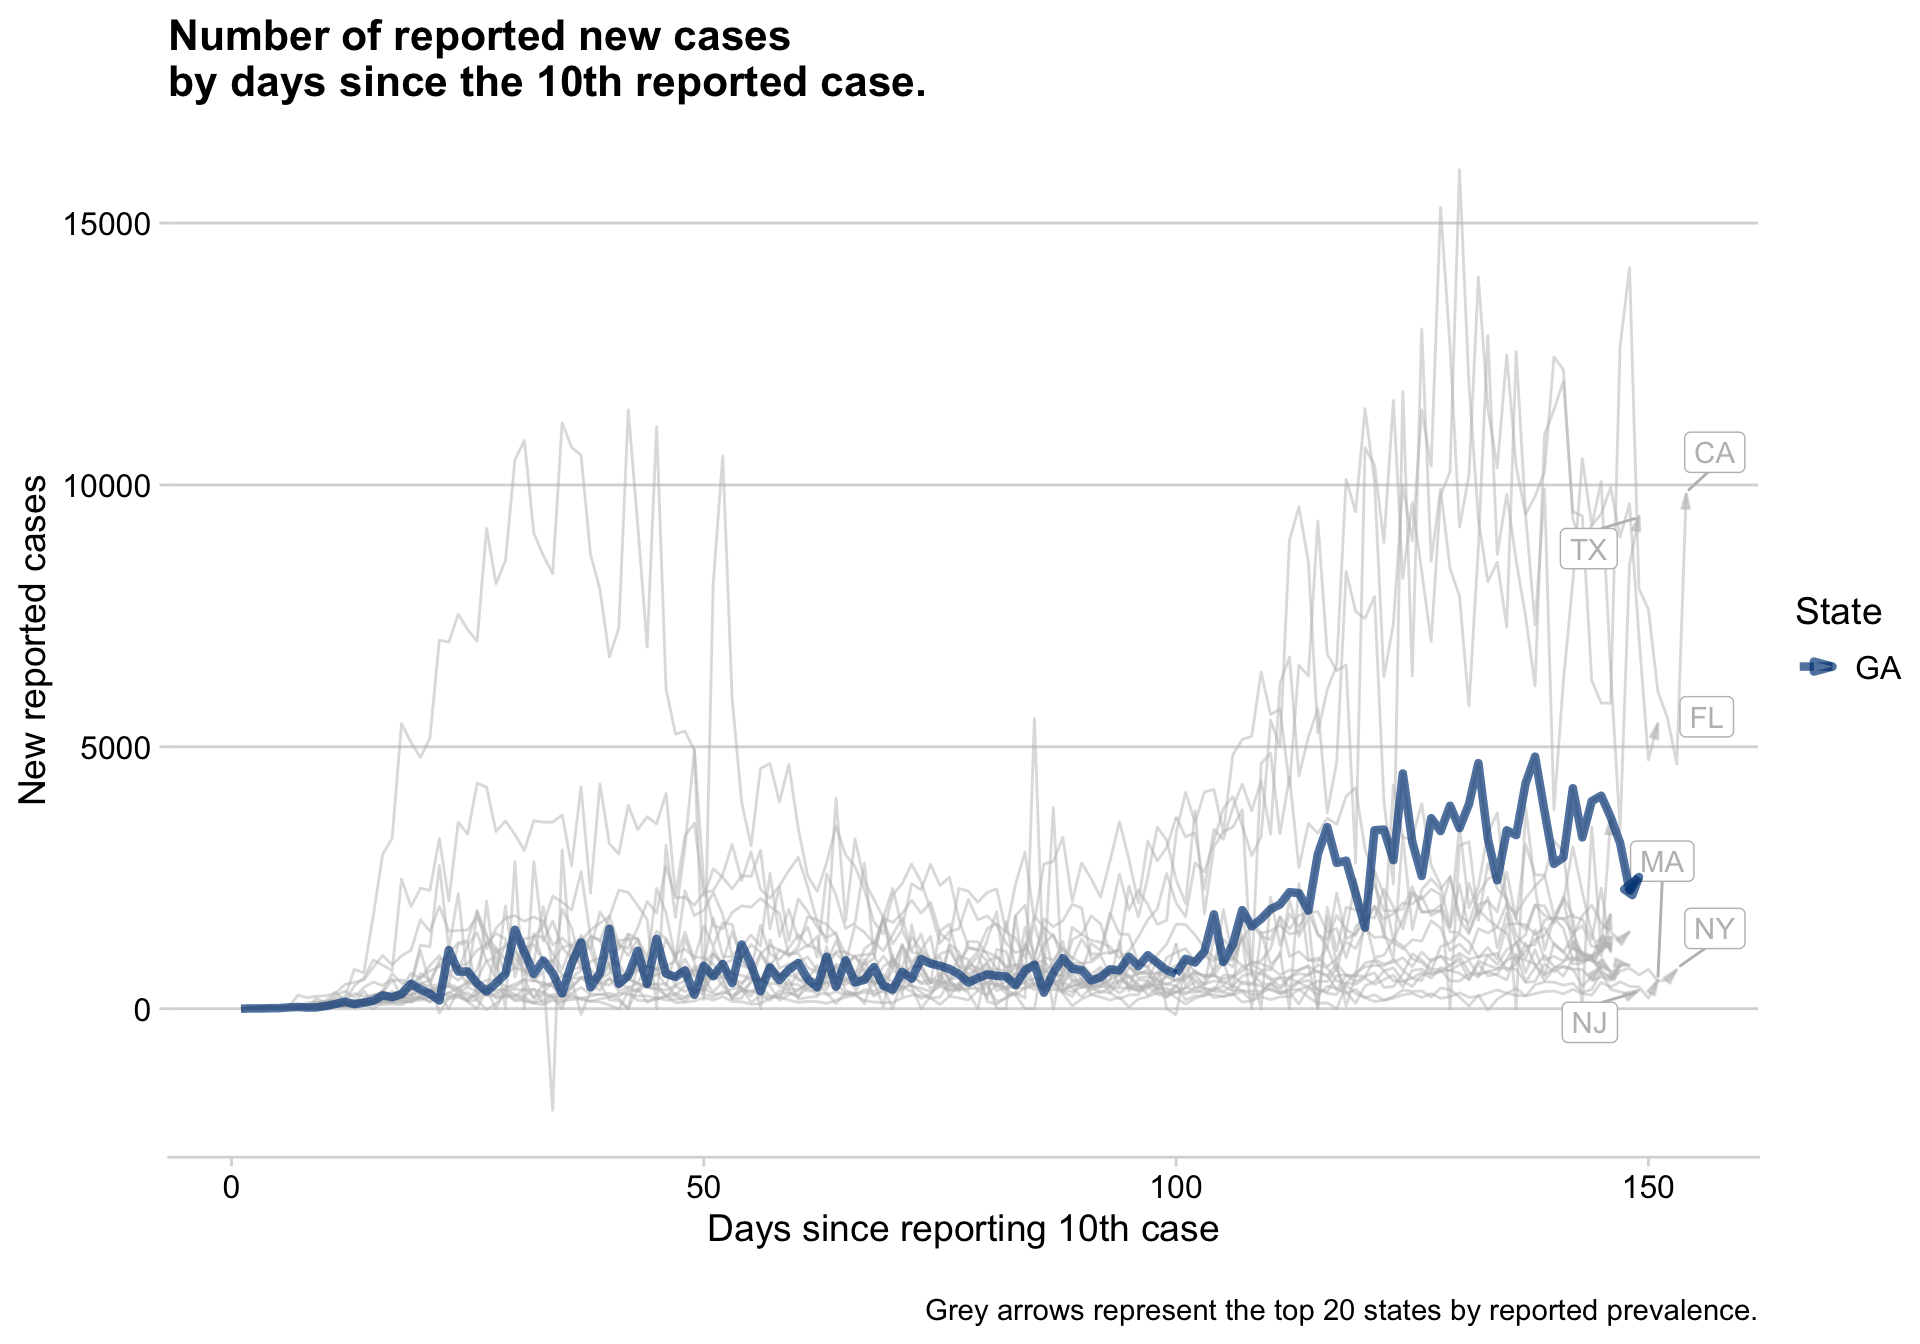 Number of reported new cases
by days since the 10th reported case.
New reported cases
15000
10000
5000
0
CA
TX
FL
MA
NY
NJ
State
GA
0
50
100
150
Days since reporting 10th case
Grey arrows represent the top 20 states by reported prevalence.